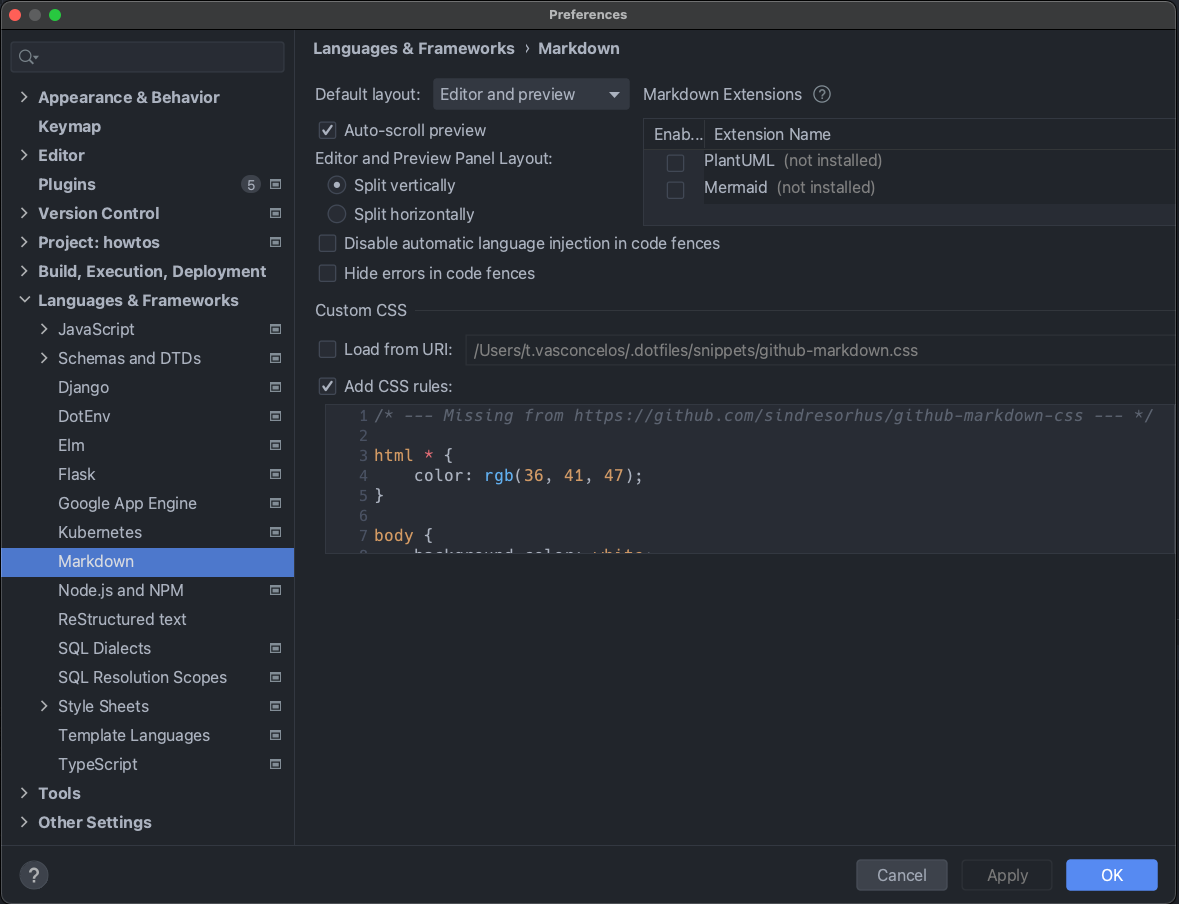 Preferences
Appearance & Behavior
Keymap
Editor
Plugins 5
Version Control
Project: howtos
Build, Execution, Deployment
Languages & Frameworks
JavaScript
Schemas and DTDs
Django
DotEnv
Elm
Flask
Google App Engine
Kubernetes
Markdown
Node.js and NPM
ReStructured text
SQL Dialects
SQL Resolution Scopes
Style Sheets
Template Languages
TypeScript
Tools
Other Settings
Languages & Frameworks › Markdown
Default layout: Editor and preview
Auto-scroll preview
Editor and Preview Panel Layout:
Split vertically
Split horizontally
Markdown Extensions ?
Enab... Extension Name
PlantUML (not installed)
Mermaid (not installed)
Disable automatic language injection in code fences
Hide errors in code fences
Custom CSS
Load from URI: /Users/t.vasconcelos/.dotfiles/snippets/github-markdown.css
Add CSS rules:
1 /* --- Missing from https://github.com/sindresorhus/github-markdown-css --- */
2
3 html * {
4     color: rgb(36, 41, 47);
5 }
6
7 body {
8     background-color: white;
? Cancel Apply OK